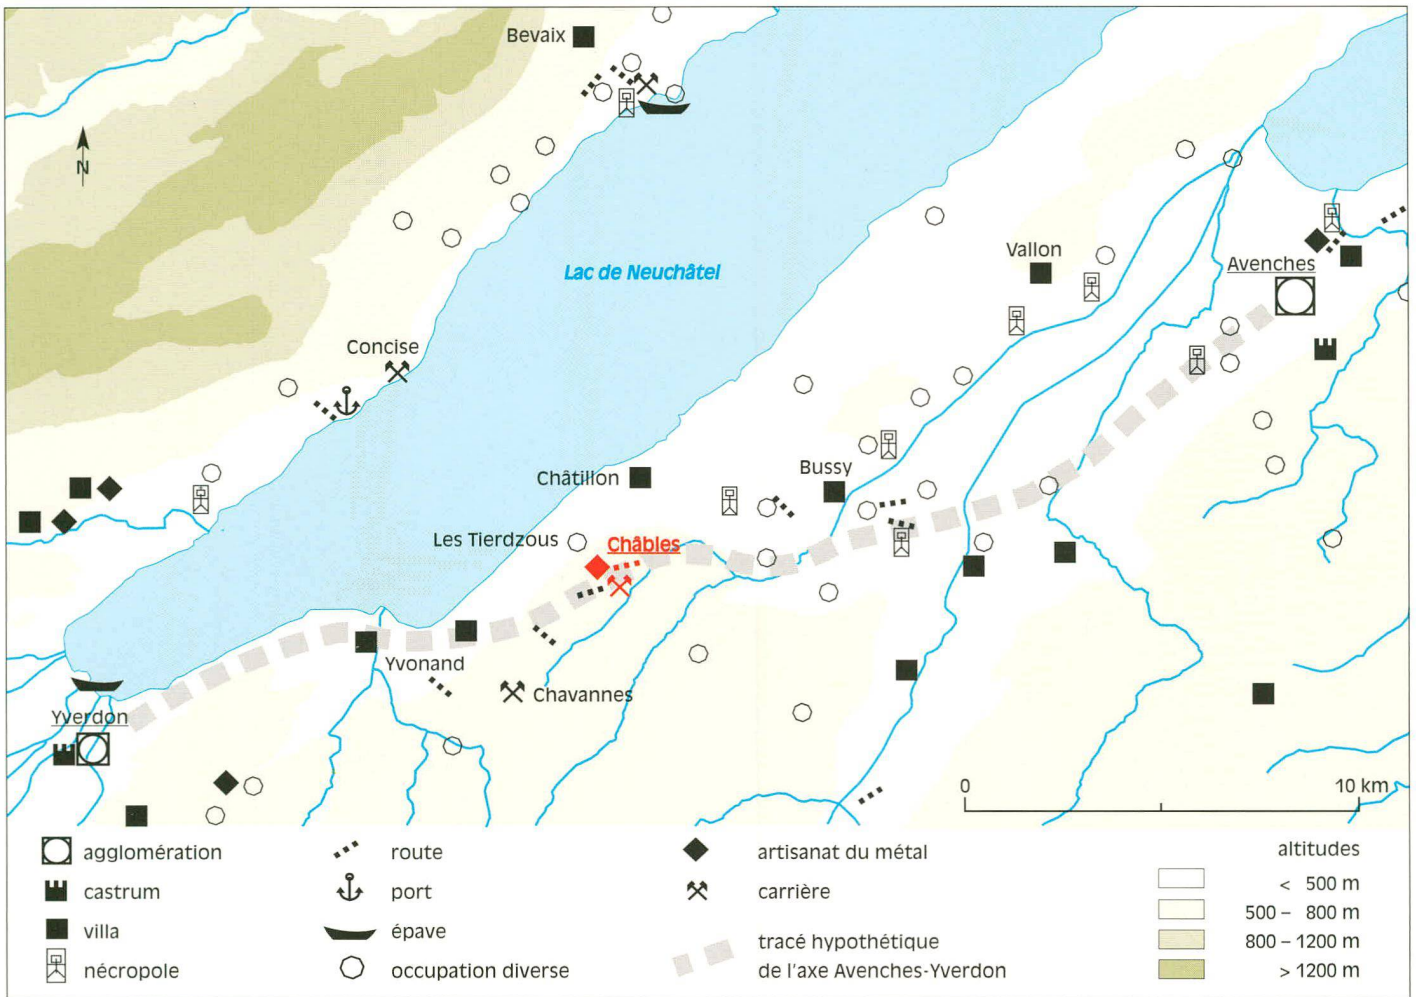 Bevaix
N
Lac de Neuchâtel
Vallon
Avenches
Concise
Châtillon
Bussy
Les Tierdzous
Châbles
Yvonand
Chavannes
Yverdon
0 10 km
agglomération
castrum
villa
nécropole
route
port
épave
occupation diverse
artisanat du métal
carrière
tracé hypothétique
de l'axe Avenches-Yverdon
altitudes
< 500 m
500 – 800 m
800 – 1200 m
> 1200 m